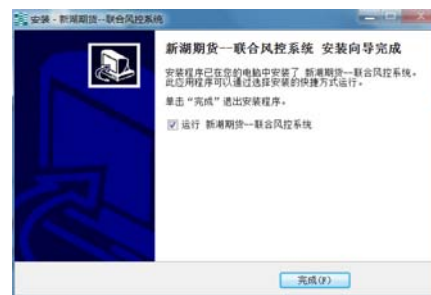 安装 - 新湖期货--联合风控系统
新湖期货--联合风控系统 安装向导完成
安装程序已在您的电脑中安装了 新湖期货--联合风控系统。
此应用程序可以通过选择安装的快捷方式运行。
单击“完成”退出安装程序。
运行 新湖期货--联合风控系统
完成(F)